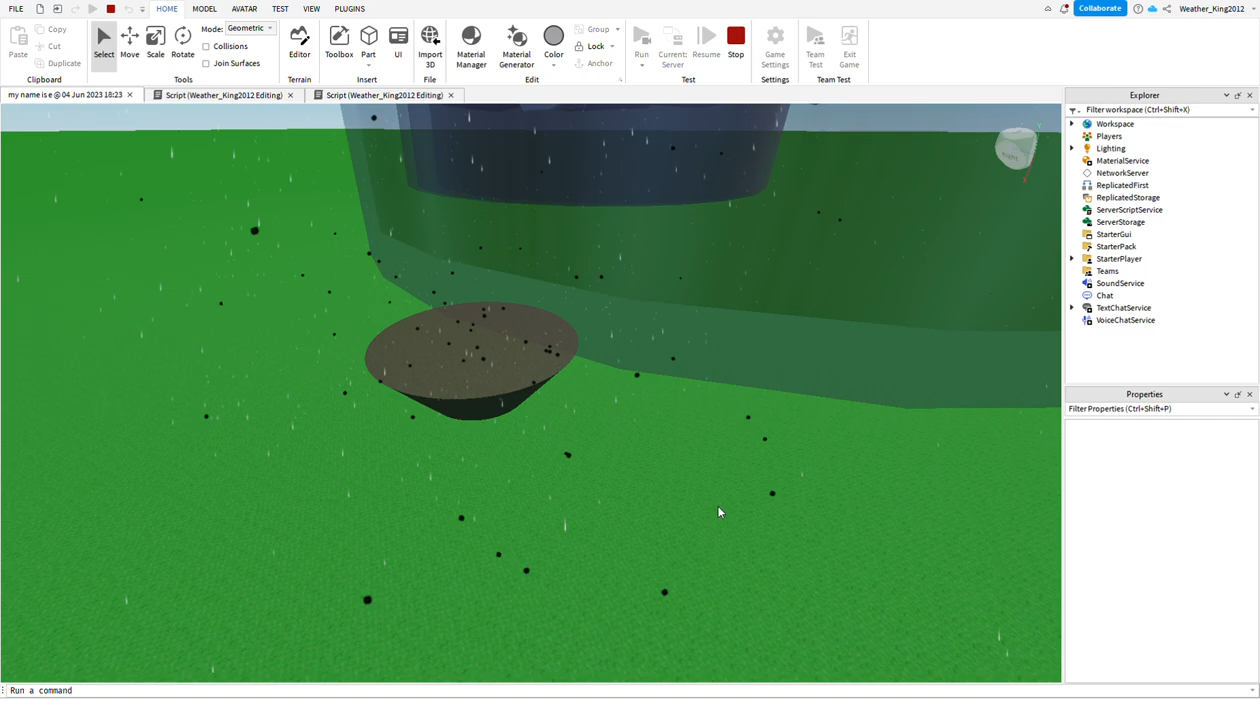 FILE HOME MODEL AVATAR TEST VIEW PLUGINS Collaborate Weather_King2012
Paste Copy Cut Duplicate Clipboard
Select Move Scale Rotate Mode: Geometric Collisions Join Surfaces Tools
Editor Terrain
Toolbox Part UI Insert
Import 3D File
Material Manager Material Generator Color Group Lock Anchor Edit
Run Current: Server Resume Stop Test
Game Settings Settings
Team Test Exit Game Team Test
my name is e @ 04 Jun 2023 18:23 Script (Weather_King2012 Editing) Script (Weather_King2012 Editing)
Right
Y
X
Explorer
Filter workspace (Ctrl+Shift+X)
Workspace
Players
Lighting
MaterialService
NetworkServer
ReplicatedFirst
ReplicatedStorage
ServerScriptService
ServerStorage
StarterGui
StarterPack
StarterPlayer
Teams
SoundService
Chat
TextChatService
VoiceChatService
Properties
Filter Properties (Ctrl+Shift+P)
Run a command